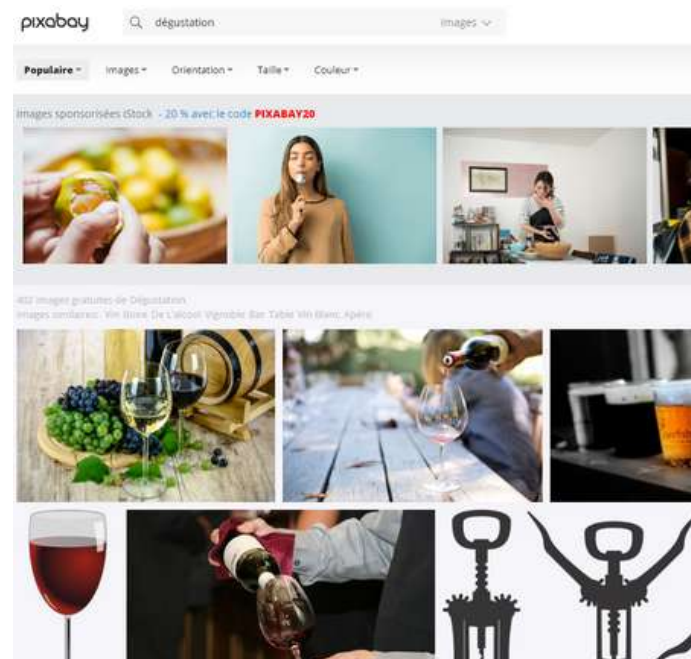 pixabay
dégustation
Images
Populaire
Images
Orientation
Taille
Couleur
Images sponsorisées iStock - 20 % avec le code PIXABAY20
402 images gratuites de Dégustation
Images similaires: Vin Boire De L'alcool Vignoble Bar Table Vin Blanc Apéro